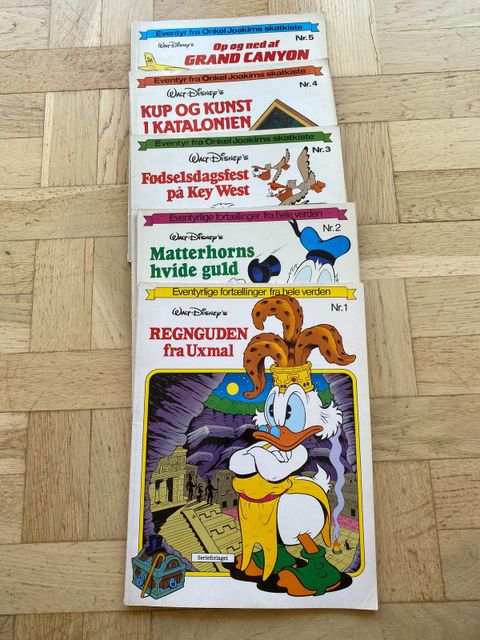 Eventyr fra Onkel Joakims skatkiste
Nr. 5
Walt Disney's
Op og ned af
GRAND CANYON
Eventyr fra Onkel Joakims skatkiste
Nr. 4
Walt Disney's
KUP OG KUNST
I KATALONIEN
Eventyr fra Onkel Joakims skatkiste
Nr. 3
Walt Disney's
Fødselsdagsfest
på Key West
Eventyrlige fortællinger fra hele verden
Nr. 2
Walt Disney's
Matterhorns
hvide guld
Eventyrlige fortællinger fra hele verden
Nr. 1
Walt Disney's
REGNGUDEN
fra Uxmal
Serieforlaget